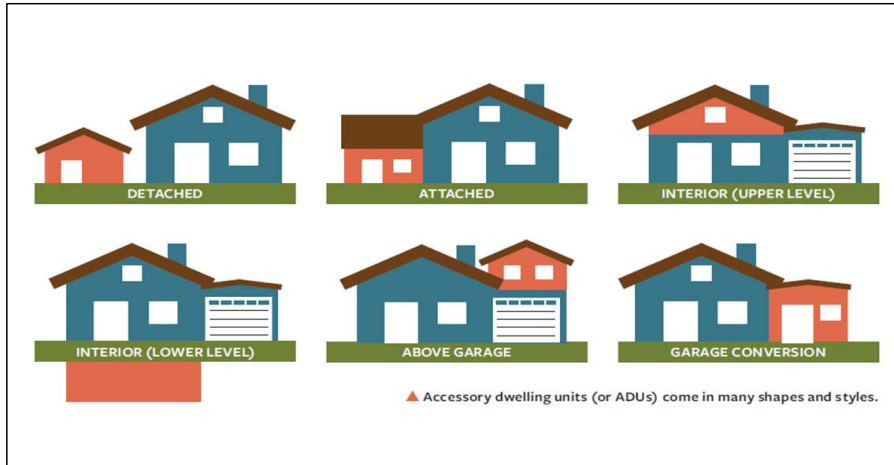 DETACHED
ATTACHED
INTERIOR (UPPER LEVEL)
INTERIOR (LOWER LEVEL)
ABOVE GARAGE
GARAGE CONVERSION
Accessory dwelling units (or ADUs) come in many shapes and styles.